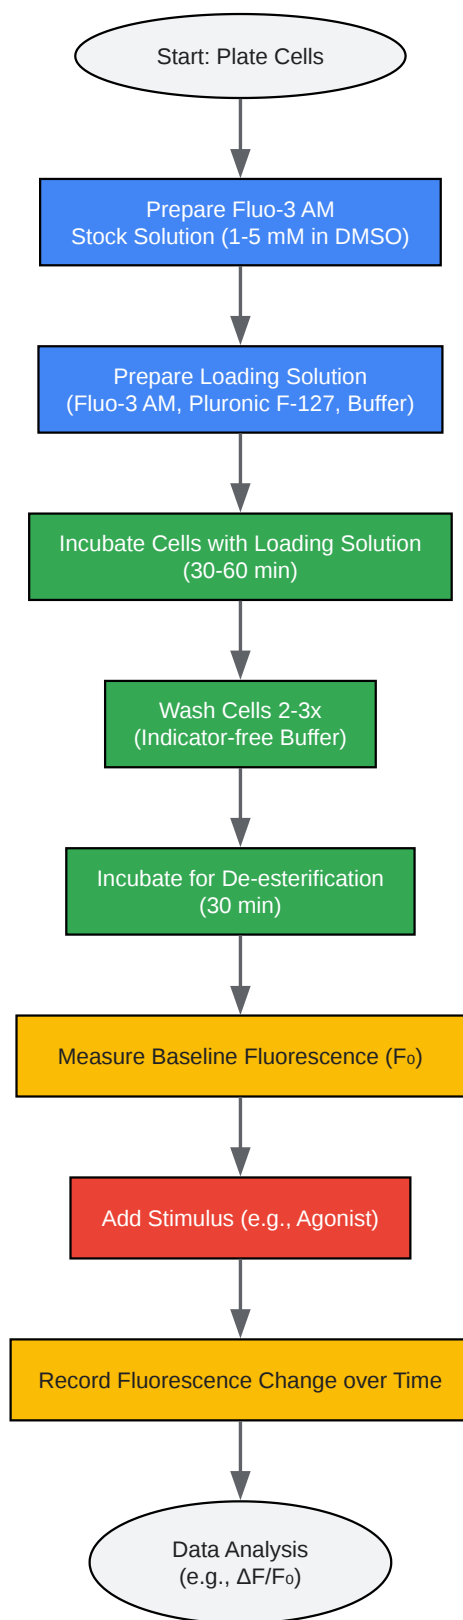 Start: Plate Cells
Prepare Fluo-3 AM
Stock Solution (1-5 mM in DMSO)
Prepare Loading Solution
(Fluo-3 AM, Pluronic F-127, Buffer)
Incubate Cells with Loading Solution
(30-60 min)
Wash Cells 2-3x
(Indicator-free Buffer)
Incubate for De-esterification
(30 min)
Measure Baseline Fluorescence (F₀)
Add Stimulus (e.g., Agonist)
Record Fluorescence Change over Time
Data Analysis
(e.g., ΔF/F₀)